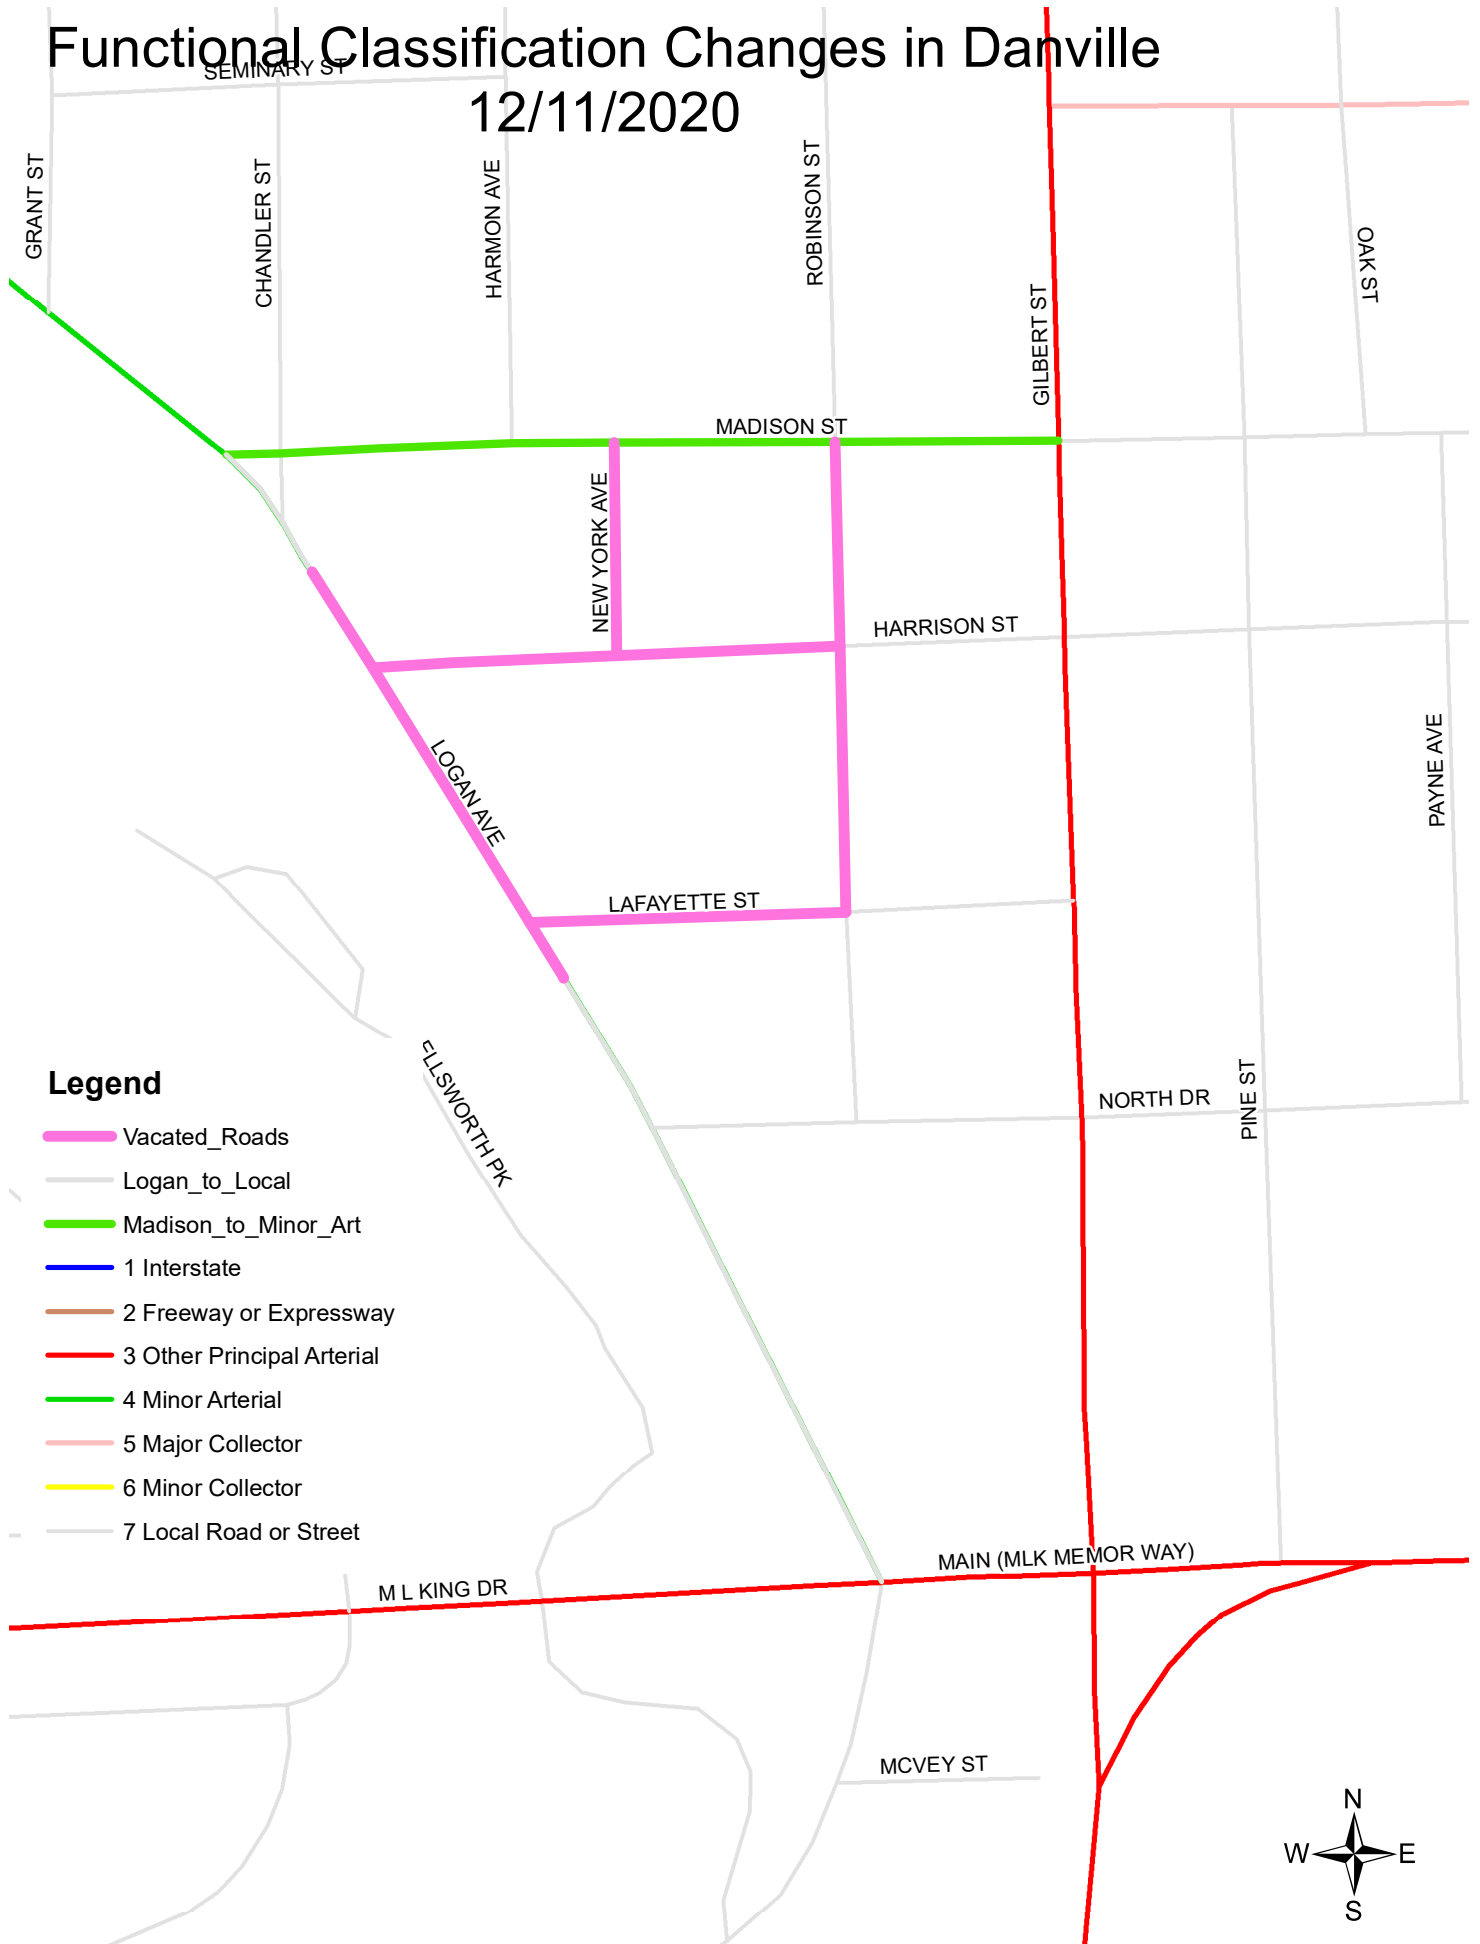 Functional Classification Changes in Danville
12/11/2020
SEMINARY ST
GRANT ST
CHANDLER ST
HARMON AVE
ROBINSON ST
GILBERT ST
OAK ST
MADISON ST
NEW YORK AVE
HARRISON ST
LOGAN AVE
PAYNE AVE
LAFAYETTE ST
ELLSWORTH PK
NORTH DR
PINE ST
Legend
Vacated_Roads
Logan_to_Local
Madison_to_Minor_Art
1 Interstate
2 Freeway or Expressway
3 Other Principal Arterial
4 Minor Arterial
5 Major Collector
6 Minor Collector
7 Local Road or Street
MAIN (MLK MEMOR WAY)
M L KING DR
MCVEY ST
N
W E
S